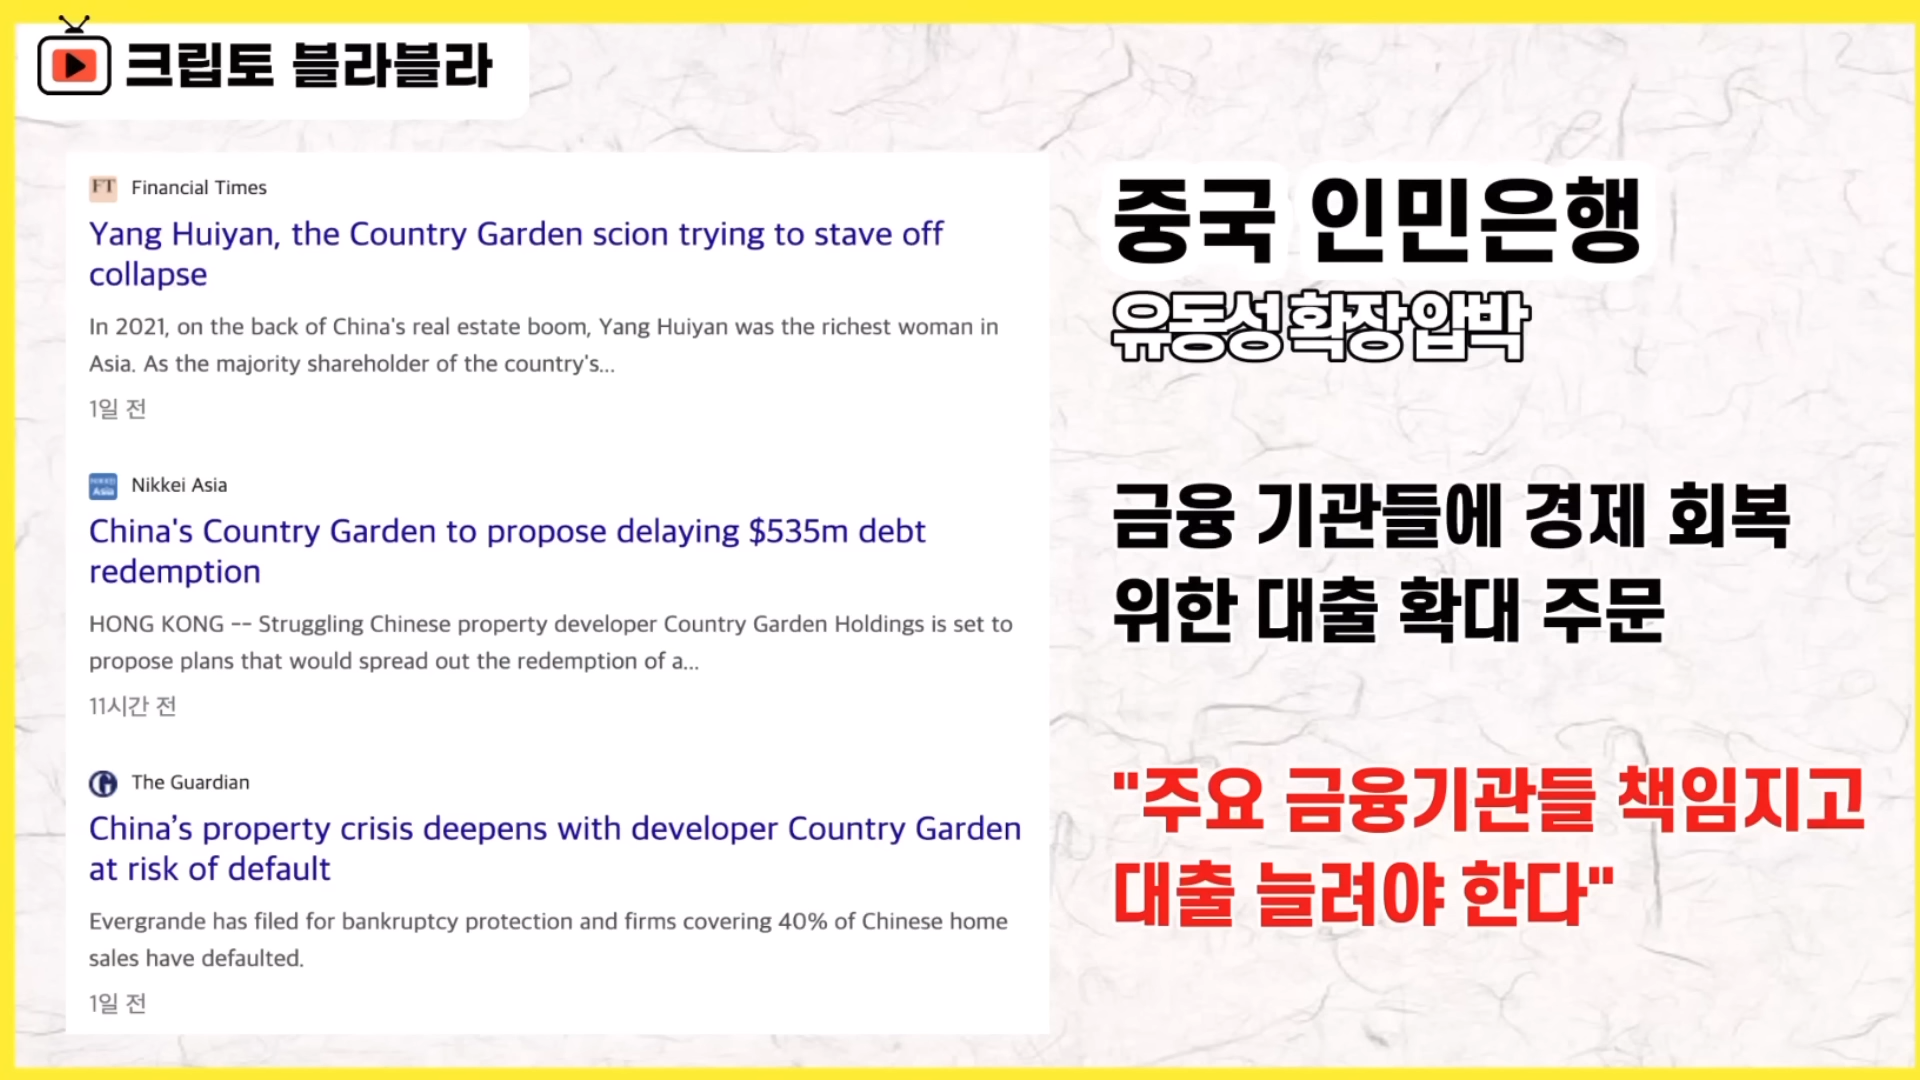 크립토 블라블라
FT Financial Times
Yang Huiyan, the Country Garden scion trying to stave off
collapse
In 2021, on the back of China's real estate boom, Yang Huiyan was the richest woman in
Asia. As the majority shareholder of the country's...
1일 전
NIKKEI Asia Nikkei Asia
China's Country Garden to propose delaying $535m debt
redemption
HONG KONG -- Struggling Chinese property developer Country Garden Holdings is set to
propose plans that would spread out the redemption of a...
11시간 전
The Guardian
China’s property crisis deepens with developer Country Garden
at risk of default
Evergrande has filed for bankruptcy protection and firms covering 40% of Chinese home
sales have defaulted.
1일 전
중국 인민은행
유동성 확장 압박
금융 기관들에 경제 회복
위한 대출 확대 주문
"주요 금융기관들 책임지고
대출 늘려야 한다"